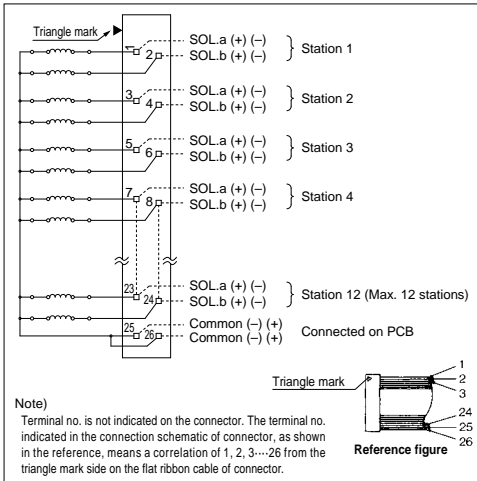 Triangle mark
1 SOL.a (+) (–)
2 SOL.b (+) (–)
Station 1
3 SOL.a (+) (–)
4 SOL.b (+) (–)
Station 2
5 SOL.a (+) (–)
6 SOL.b (+) (–)
Station 3
7 SOL.a (+) (–)
8 SOL.b (+) (–)
Station 4
23 SOL.a (+) (–)
24 SOL.b (+) (–)
Station 12 (Max. 12 stations)
25 Common (–) (+)
26 Common (–) (+)
Connected on PCB
Triangle mark
1
2
3
24
25
26
Reference figure
Note)
Terminal no. is not indicated on the connector. The terminal no.
indicated in the connection schematic of connector, as shown
in the reference, means a correlation of 1, 2, 3····26 from the
triangle mark side on the flat ribbon cable of connector.